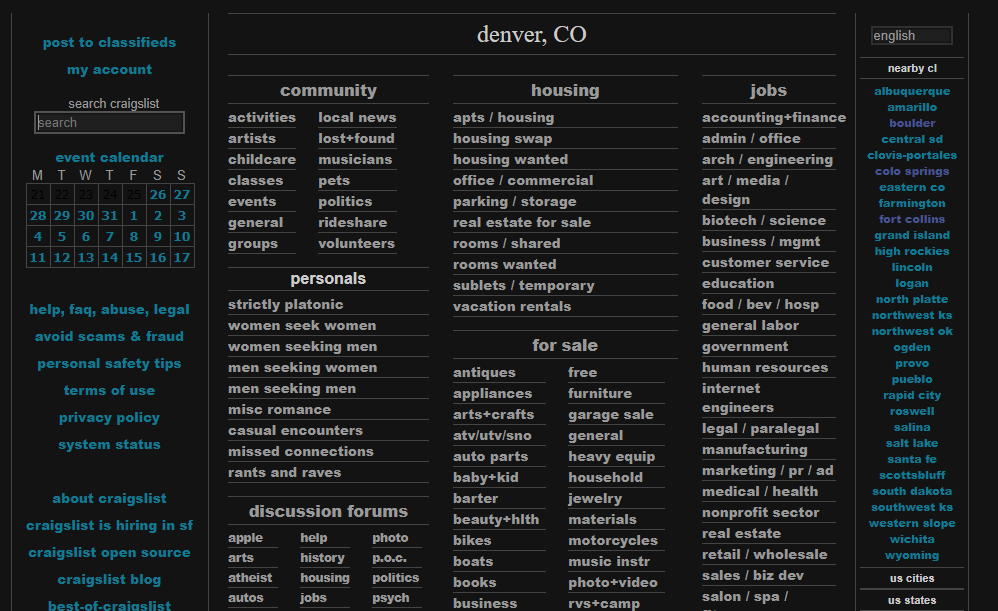 post to classifieds
my account
search craigslist
search
event calendar
M T W T F S S
21 22 23 24 25 26 27
28 29 30 31 1 2 3
4 5 6 7 8 9 10
11 12 13 14 15 16 17
help, faq, abuse, legal
avoid scams & fraud
personal safety tips
terms of use
privacy policy
system status
about craigslist
craigslist is hiring in sf
craigslist open source
craigslist blog
best-of-craigslist
denver, CO
community
activities
artists
childcare
classes
events
general
groups
local news
lost+found
musicians
pets
politics
rideshare
volunteers
personals
strictly platonic
women seek women
women seeking men
men seeking women
men seeking men
misc romance
casual encounters
missed connections
rants and raves
discussion forums
apple
arts
atheist
autos
help
history
housing
jobs
photo
p.o.c.
politics
psych
housing
apts / housing
housing swap
housing wanted
office / commercial
parking / storage
real estate for sale
rooms / shared
rooms wanted
sublets / temporary
vacation rentals
for sale
antiques
appliances
arts+crafts
atv/utv/sno
auto parts
baby+kid
barter
beauty+hlth
bikes
boats
books
business
free
furniture
garage sale
general
heavy equip
household
jewelry
materials
motorcycles
music instr
photo+video
rvs+camp
jobs
accounting+finance
admin / office
arch / engineering
art / media /
design
biotech / science
business / mgmt
customer service
education
food / bev / hosp
general labor
government
human resources
internet
engineers
legal / paralegal
manufacturing
marketing / pr / ad
medical / health
nonprofit sector
real estate
retail / wholesale
sales / biz dev
salon / spa /
english
nearby cl
albuquerque
amarillo
boulder
central sd
clovis-portales
colo springs
eastern co
farmington
fort collins
grand island
high rockies
lincoln
logan
north platte
northwest ks
northwest ok
ogden
provo
pueblo
rapid city
roswell
salina
salt lake
santa fe
scottsbluff
south dakota
southwest ks
western slope
wichita
wyoming
us cities
us states